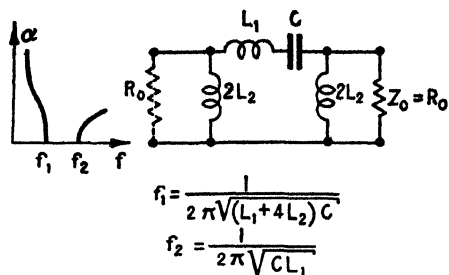 α
f₁ f₂ f
L₁ C
R₀ 2L₂ 2L₂ Z₀=R₀
f₁= 1 / 2π√(L₁+4L₂)C
f₂= 1 / 2π√CL₁